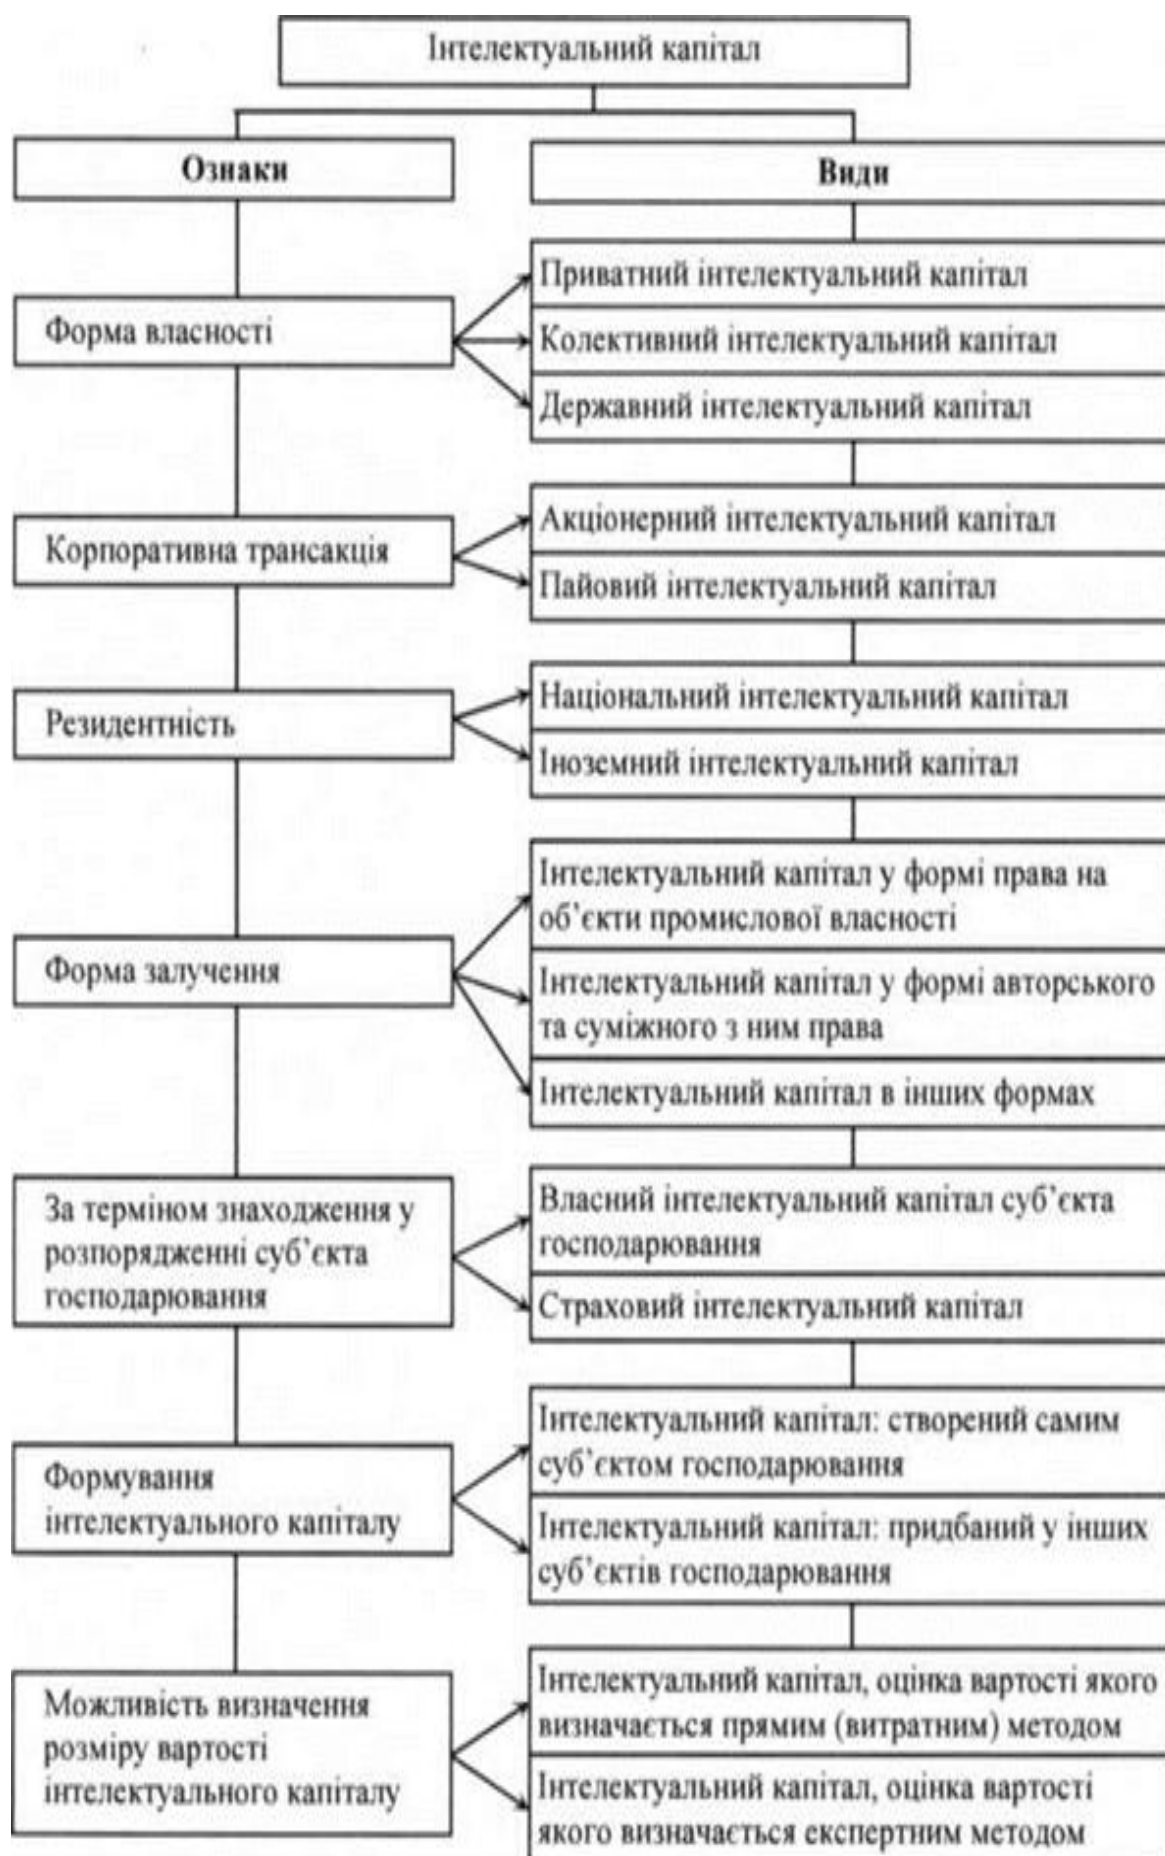 Інтелектуальний капітал
Ознаки
Види
Форма власності
Приватний інтелектуальний капітал
Колективний інтелектуальний капітал
Державний інтелектуальний капітал
Корпоративна трансакція
Акціонерний інтелектуальний капітал
Пайовий інтелектуальний капітал
Резидентність
Національний інтелектуальний капітал
Іноземний інтелектуальний капітал
Форма залучення
Інтелектуальний капітал у формі права на
об’єкти промислової власності
Інтелектуальний капітал у формі авторського
та суміжного з ним права
Інтелектуальний капітал в інших формах
За терміном знаходження у
розпорядженні суб’єкта
господарювання
Власний інтелектуальний капітал суб’єкта
господарювання
Страховий інтелектуальний капітал
Формування
інтелектуального капіталу
Інтелектуальний капітал: створений самим
суб’єктом господарювання
Інтелектуальний капітал: придбаний у інших
суб’єктів господарювання
Можливість визначення
розміру вартості
інтелектуального капіталу
Інтелектуальний капітал, оцінка вартості якого
визначається прямим (витратним) методом
Інтелектуальний капітал, оцінка вартості
якого визначається експертним методом